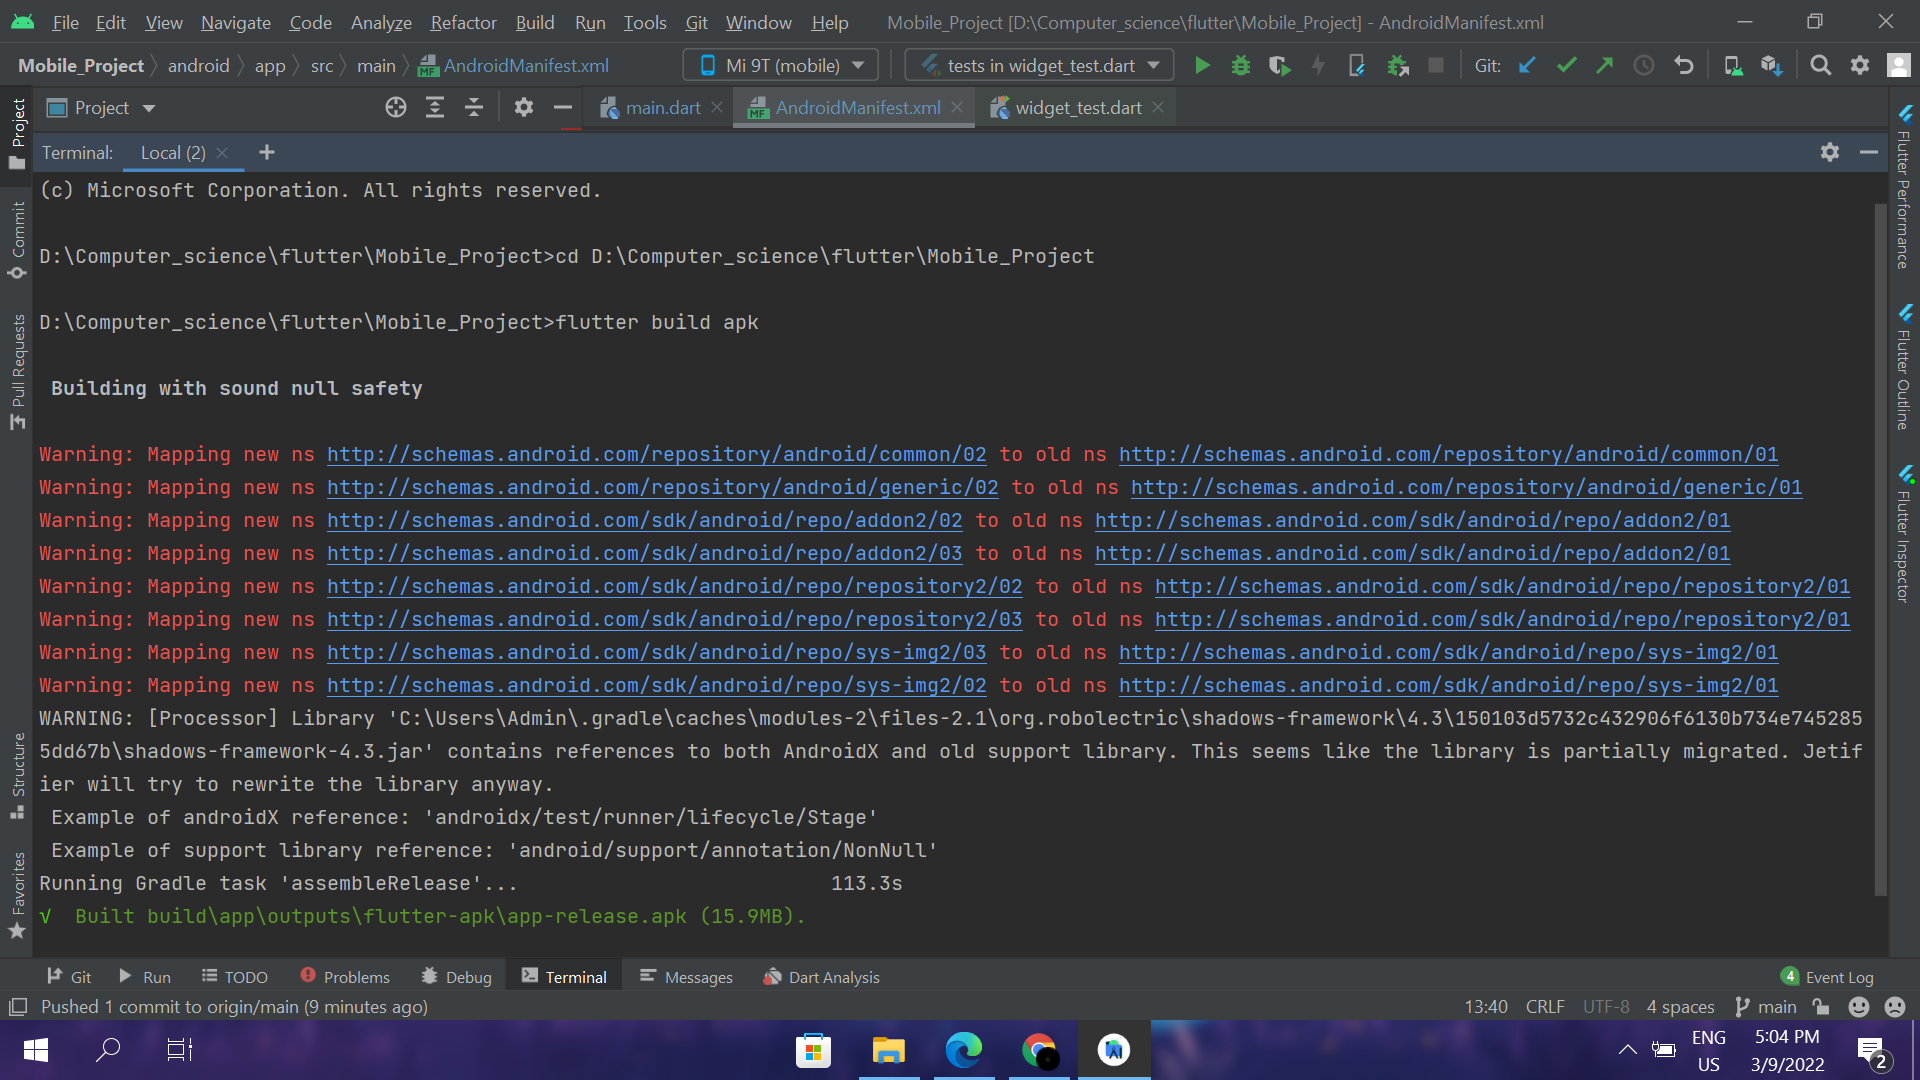 File Edit View Navigate Code Analyze Refactor Build Run Tools Git Window Help Mobile_Project [D:\Computer_science\flutter\Mobile_Project] - AndroidManifest.xml
Mobile_Project android app src main AndroidManifest.xml Mi 9T (mobile) tests in widget_test.dart Git:
Project main.dart AndroidManifest.xml widget_test.dart
Terminal: Local (2)
(c) Microsoft Corporation. All rights reserved.
D:\Computer_science\flutter\Mobile_Project>cd D:\Computer_science\flutter\Mobile_Project
D:\Computer_science\flutter\Mobile_Project>flutter build apk
Building with sound null safety
Warning: Mapping new ns http://schemas.android.com/repository/android/common/02 to old ns http://schemas.android.com/repository/android/common/01
Warning: Mapping new ns http://schemas.android.com/repository/android/generic/02 to old ns http://schemas.android.com/repository/android/generic/01
Warning: Mapping new ns http://schemas.android.com/sdk/android/repo/addon2/02 to old ns http://schemas.android.com/sdk/android/repo/addon2/01
Warning: Mapping new ns http://schemas.android.com/sdk/android/repo/addon2/03 to old ns http://schemas.android.com/sdk/android/repo/addon2/01
Warning: Mapping new ns http://schemas.android.com/sdk/android/repo/repository2/02 to old ns http://schemas.android.com/sdk/android/repo/repository2/01
Warning: Mapping new ns http://schemas.android.com/sdk/android/repo/repository2/03 to old ns http://schemas.android.com/sdk/android/repo/repository2/01
Warning: Mapping new ns http://schemas.android.com/sdk/android/repo/sys-img2/03 to old ns http://schemas.android.com/sdk/android/repo/sys-img2/01
Warning: Mapping new ns http://schemas.android.com/sdk/android/repo/sys-img2/02 to old ns http://schemas.android.com/sdk/android/repo/sys-img2/01
WARNING: [Processor] Library 'C:\Users\Admin\.gradle\caches\modules-2\files-2.1\org.robolectric\shadows-framework\4.3\150103d5732c432906f6130b734e745285
5dd67b\shadows-framework-4.3.jar' contains references to both AndroidX and old support library. This seems like the library is partially migrated. Jetif
ier will try to rewrite the library anyway.
Example of androidX reference: 'androidx/test/runner/lifecycle/Stage'
Example of support library reference: 'android/support/annotation/NonNull'
Running Gradle task 'assembleRelease'... 113.3s
√ Built build\app\outputs\flutter-apk\app-release.apk (15.9MB).
Project
Commit
Pull Requests
Structure
Favorites
Flutter Performance
Flutter Outline
Flutter Inspector
Git Run TODO Problems Debug Terminal Messages Dart Analysis 4 Event Log
Pushed 1 commit to origin/main (9 minutes ago) 13:40 CRLF UTF-8 4 spaces main
ENG 5:04 PM
US 3/9/2022 2